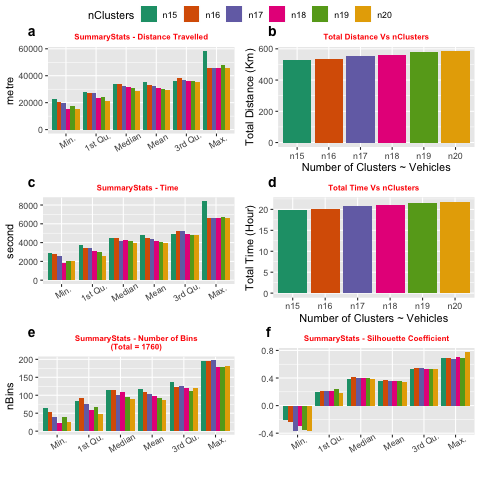 nClusters n15 n16 n17 n18 n19 n20
a
SummaryStats - Distance Travelled
metre
60000
40000
20000
0
Min. 1st Qu. Median Mean 3rd Qu. Max.
b
Total Distance Vs nClusters
Total Distance (Km)
600
400
200
0
n15 n16 n17 n18 n19 n20
Number of Clusters ~ Vehicles
c
SummaryStats - Time
second
8000
6000
4000
2000
0
Min. 1st Qu. Median Mean 3rd Qu. Max.
d
Total Time Vs nClusters
Total Time (Hour)
20
15
10
5
0
n15 n16 n17 n18 n19 n20
Number of Clusters ~ Vehicles
e
SummaryStats - Number of Bins
(Total = 1760)
nBins
200
150
100
50
0
Min. 1st Qu. Median Mean 3rd Qu. Max.
f
SummaryStats - Silhouette Coefficient
0.8
0.4
0.0
-0.4
Min. 1st Qu. Median Mean 3rd Qu. Max.